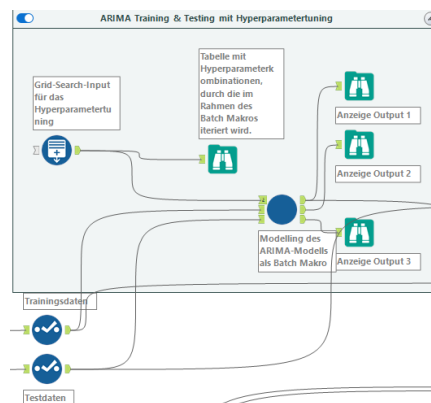 ARIMA Training & Testing mit Hyperparametertuning
Grid-Search-Input
für das
Hyperparametertu
ning
Tabelle mit
Hyperparameterk
ombinationen,
durch die im
Rahmen des
Batch Makros
iteriert wird.
Anzeige Output 1
Anzeige Output 2
Modelling des
ARIMA-Modells
als Batch Makro
Anzeige Output 3
Trainingsdaten
Testdaten